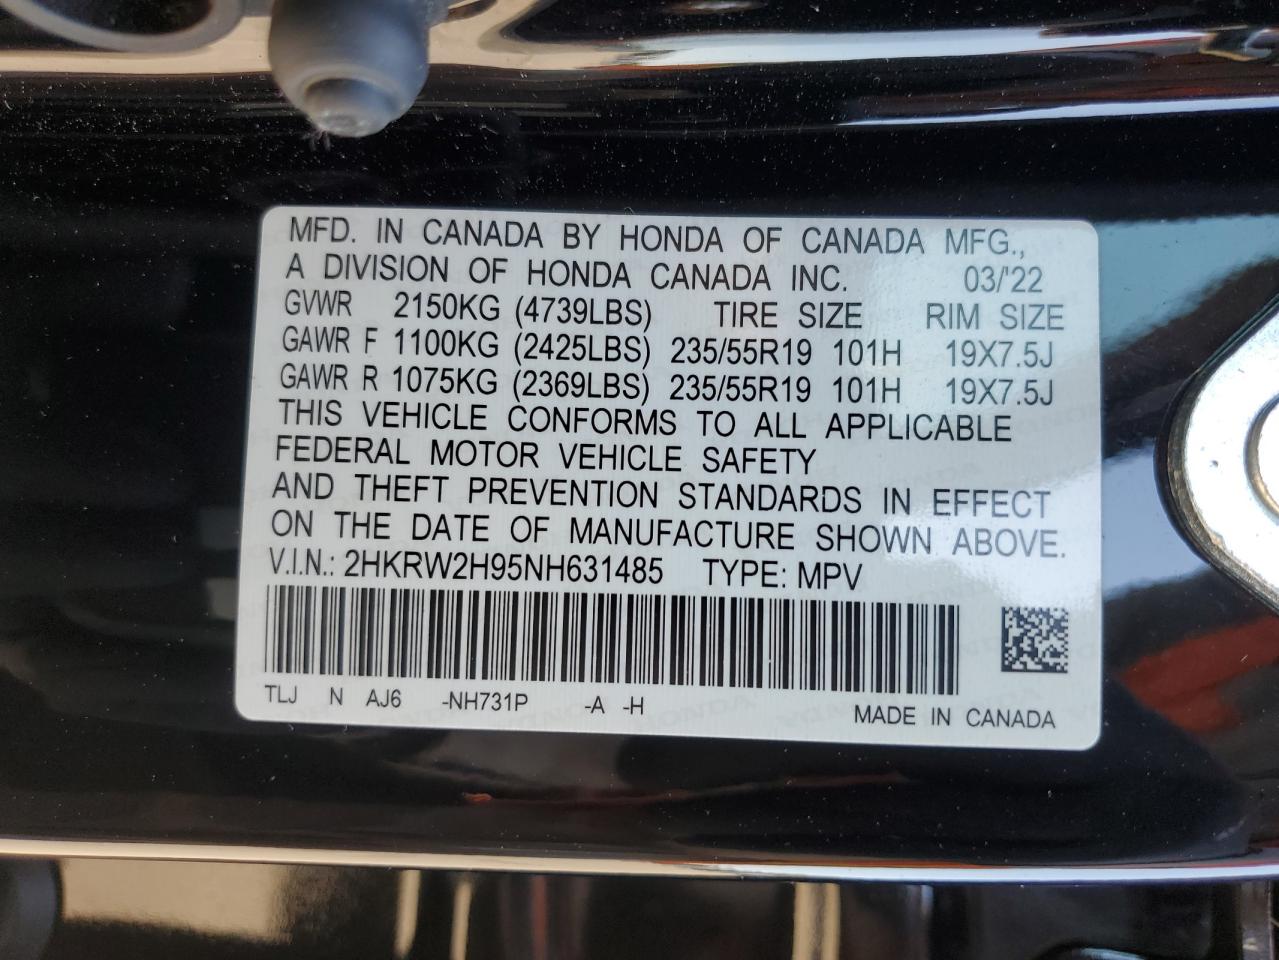 MFD. IN CANADA BY HONDA OF CANADA MFG.,
A DIVISION OF HONDA CANADA INC. 03/'22
GVWR 2150KG (4739LBS) TIRE SIZE RIM SIZE
GAWR F 1100KG (2425LBS) 235/55R19 101H 19X7.5J
GAWR R 1075KG (2369LBS) 235/55R19 101H 19X7.5J
THIS VEHICLE CONFORMS TO ALL APPLICABLE
FEDERAL MOTOR VEHICLE SAFETY
AND THEFT PREVENTION STANDARDS IN EFFECT
ON THE DATE OF MANUFACTURE SHOWN ABOVE.
V.I.N.: 2HKRW2H95NH631485 TYPE: MPV
TLJ N AJ6 -NH731P -A -H
MADE IN CANADA